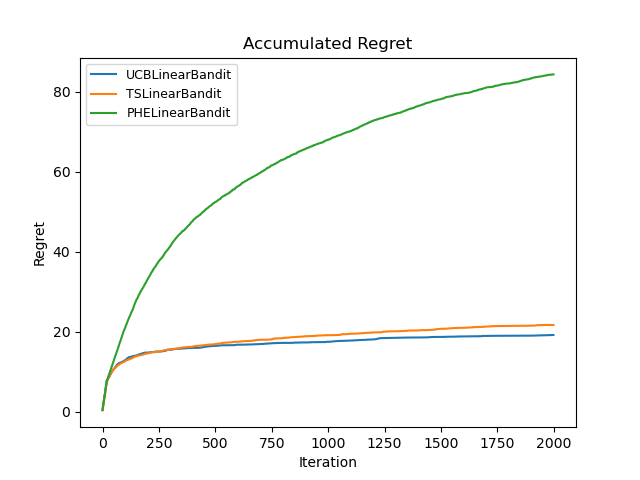 Accumulated Regret
UCBLinearBandit
TSLinearBandit
PHELinearBandit
Regret
80
60
40
20
0
0 250 500 750 1000 1250 1500 1750 2000
Iteration